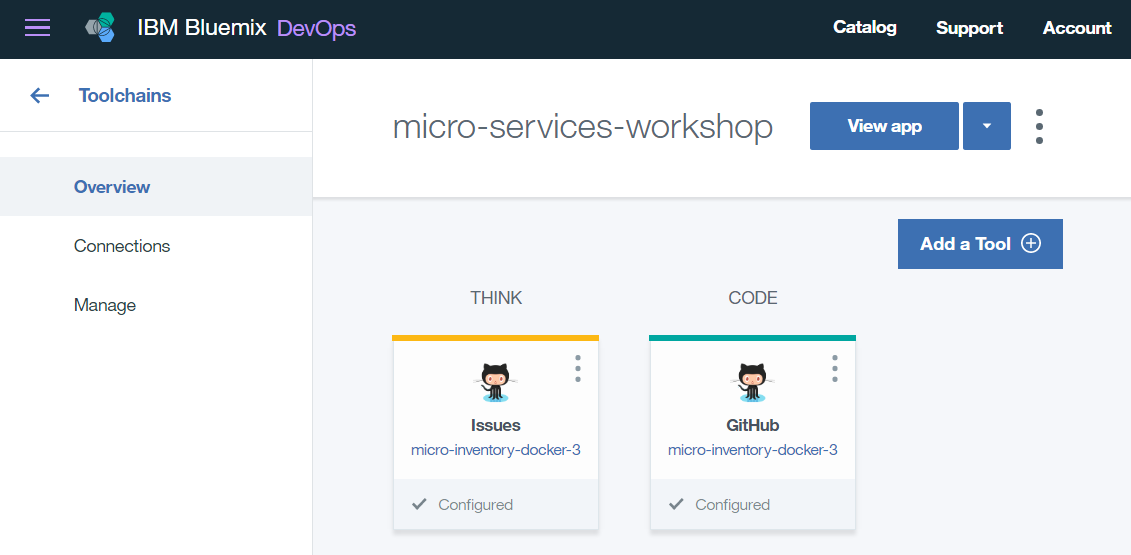 IBM Bluemix DevOps
Catalog
Support
Account
Toolchains
Overview
Connections
Manage
micro-services-workshop
View app
Add a Tool
THINK
CODE
Issues
micro-inventory-docker-3
Configured
GitHub
micro-inventory-docker-3
Configured